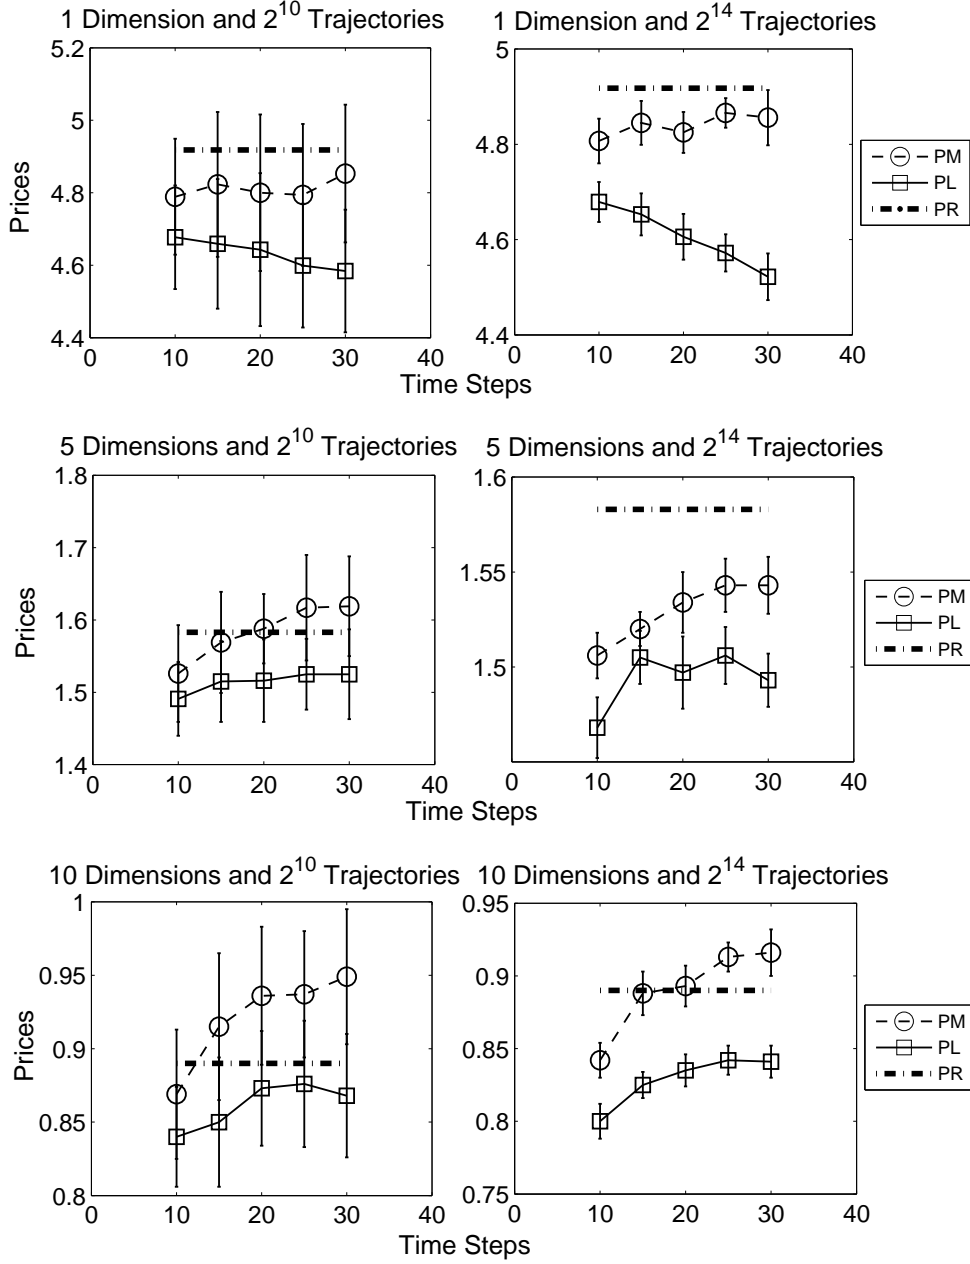 1 Dimension and 2^10 Trajectories
1 Dimension and 2^14 Trajectories
5.2
5
4.8
4.6
4.4
Prices
0
10
20
30
40
5
4.8
4.6
4.4
0
10
20
30
40
Time Steps
PM
PL
PR
5 Dimensions and 2^10 Trajectories
5 Dimensions and 2^14 Trajectories
1.8
1.7
1.6
1.5
1.4
Prices
0
10
20
30
40
1.6
1.55
1.5
0
10
20
30
40
Time Steps
PM
PL
PR
10 Dimensions and 2^10 Trajectories
10 Dimensions and 2^14 Trajectories
1
0.95
0.9
0.85
0.8
Prices
0
10
20
30
40
0.95
0.9
0.85
0.8
0.75
0
10
20
30
40
Time Steps
PM
PL
PR